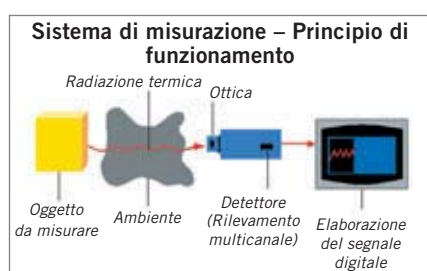 Sistema di misurazione – Principio di
funzionamento
Radiazione termica
Ottica
Oggetto
da misurare
Ambiente
Detettore
(Rilevamento
multicanale)
Elaborazione
del segnale
digitale